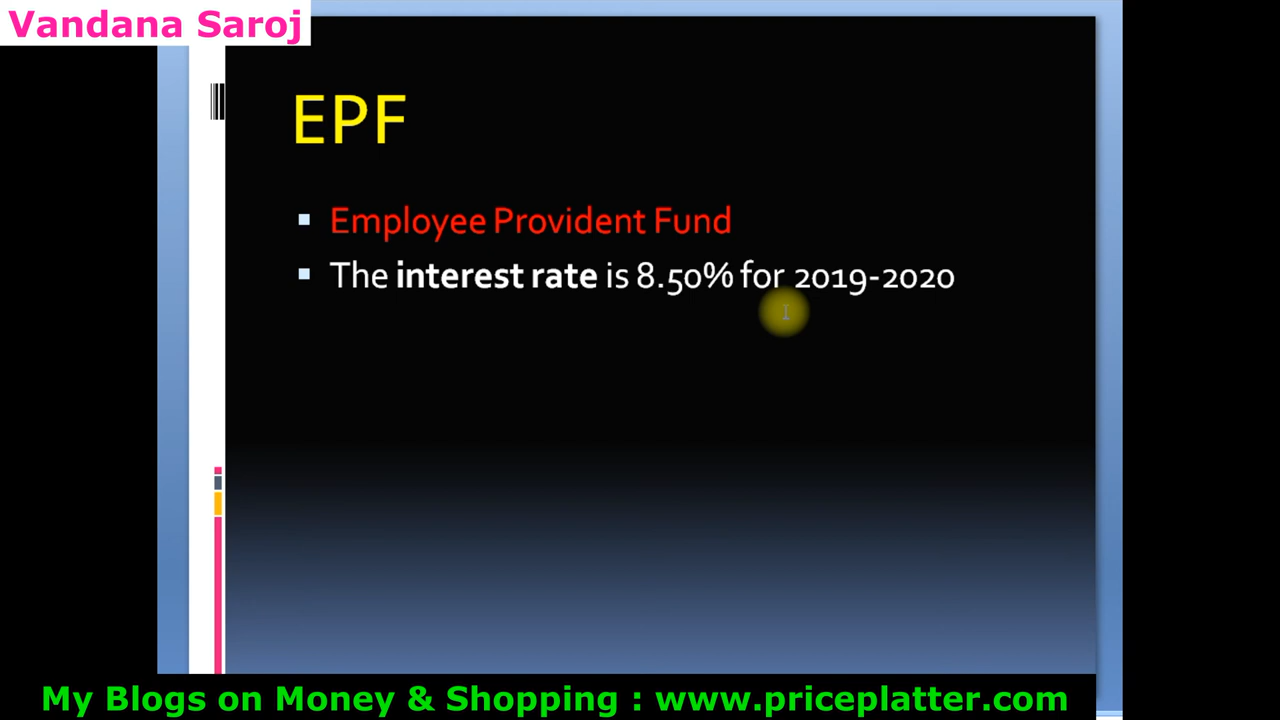 Vandana Saroj
EPF
Employee Provident Fund
The interest rate is 8.50% for 2019-2020
My Blogs on Money & Shopping : www.priceplatter.com